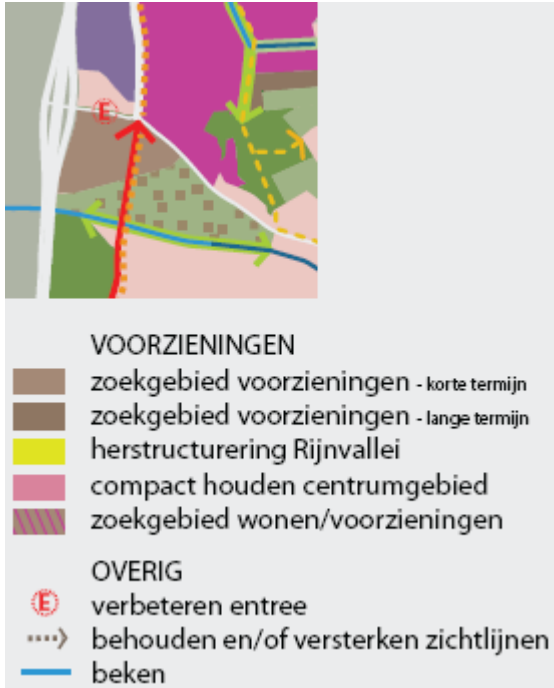 E
VOORZIENINGEN
zoekgebied voorzieningen - korte termijn
zoekgebied voorzieningen - lange termijn
herstructurering Rijnvallei
compact houden centrumgebied
zoekgebied wonen/voorzieningen
OVERIG
E verbeteren entree
behouden en/of versterken zichtlijnen
beken